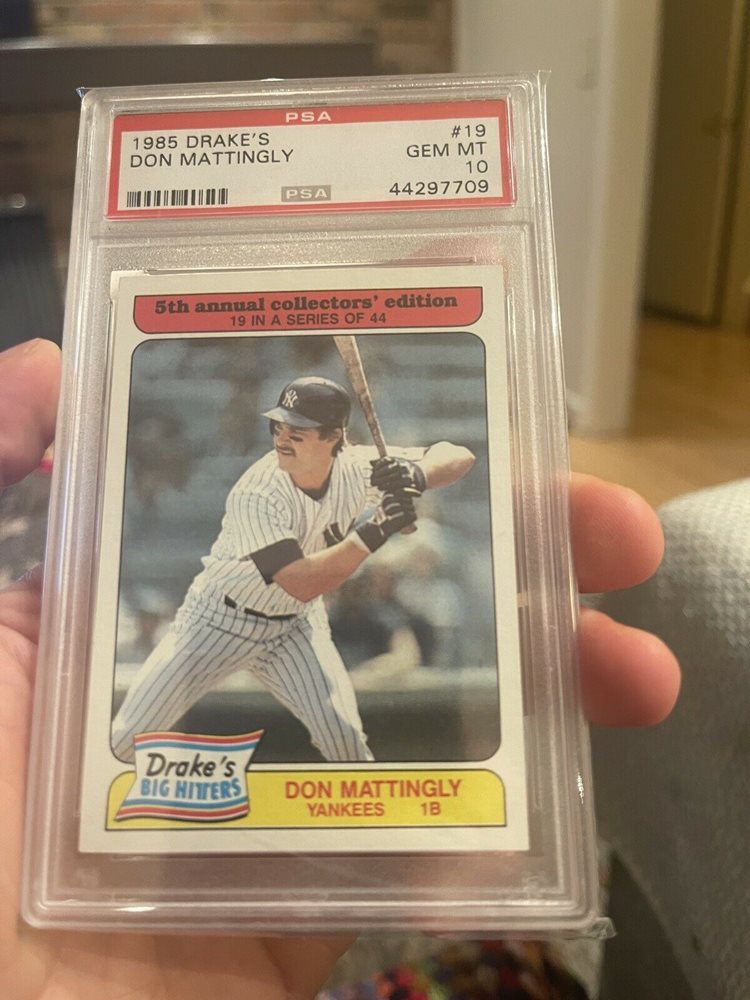 PSA
1985 DRAKE'S #19
DON MATTINGLY GEM MT
10
PSA 44297709
5th annual collectors' edition
19 IN A SERIES OF 44
NY
Drake's
BIG HITTERS
DON MATTINGLY
YANKEES 1B